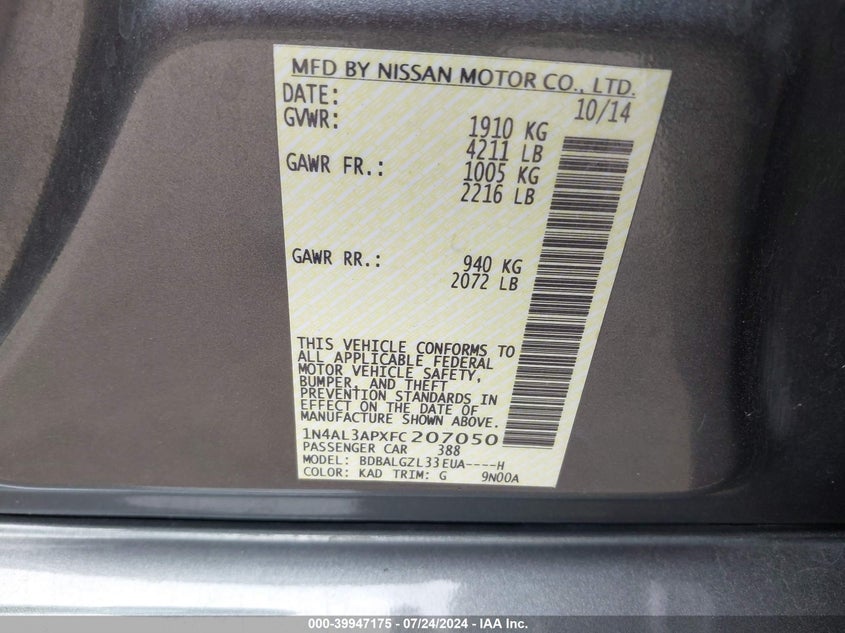 MFD BY NISSAN MOTOR CO., LTD.
DATE: 10/14
GVWR: 1910 KG
4211 LB
GAWR FR.: 1005 KG
2216 LB
GAWR RR.: 940 KG
2072 LB
THIS VEHICLE CONFORMS TO
ALL APPLICABLE FEDERAL
MOTOR VEHICLE SAFETY,
BUMPER, AND THEFT
PREVENTION STANDARDS IN
EFFECT ON THE DATE OF
MANUFACTURE SHOWN ABOVE.
1N4AL3APXFC207050
PASSENGER CAR 388
MODEL: BDBALGZL33EUA----H
COLOR: KAD TRIM: G 9N00A
000-39947175 - 07/24/2024 - IAA Inc.